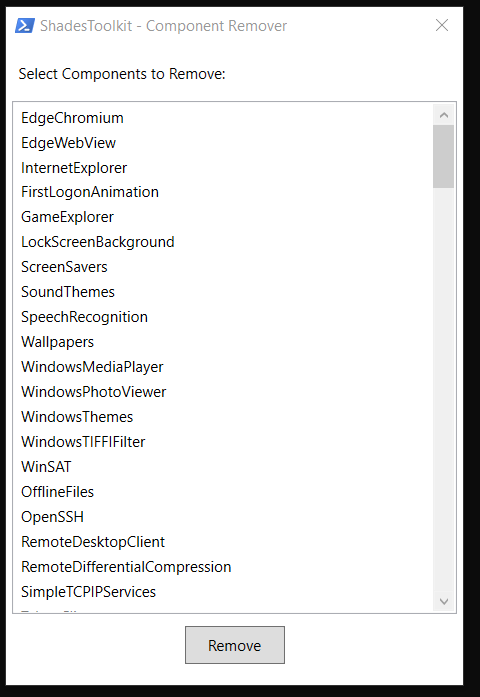 ShadesToolkit - Component Remover
Select Components to Remove:
EdgeChromium
EdgeWebView
InternetExplorer
FirstLogonAnimation
GameExplorer
LockScreenBackground
ScreenSavers
SoundThemes
SpeechRecognition
Wallpapers
WindowsMediaPlayer
WindowsPhotoViewer
WindowsThemes
WindowsTIFFIFilter
WinSAT
OfflineFiles
OpenSSH
RemoteDesktopClient
RemoteDifferentialCompression
SimpleTCPIPServices
Remove